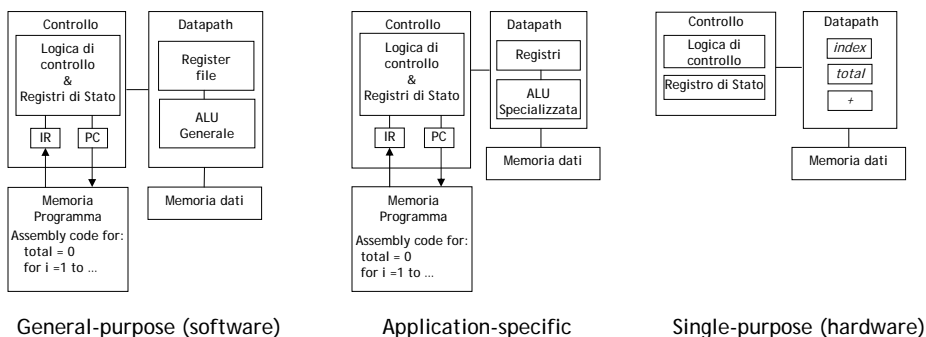 Controllo
Logica di
controllo
&
Registri di Stato
IR
PC
Datapath
Register
file
ALU
Generale
Memoria
Programma
Assembly code for:
total = 0
for i =1 to ...
Memoria dati
General-purpose (software)
Controllo
Logica di
controllo
&
Registri di Stato
IR
PC
Datapath
Registri
ALU
Specializzata
Memoria dati
Memoria
Programma
Assembly code for:
total = 0
for i =1 to ...
Application-specific
Controllo
Logica di
controllo
Registro di Stato
Datapath
index
total
+
Memoria dati
Single-purpose (hardware)